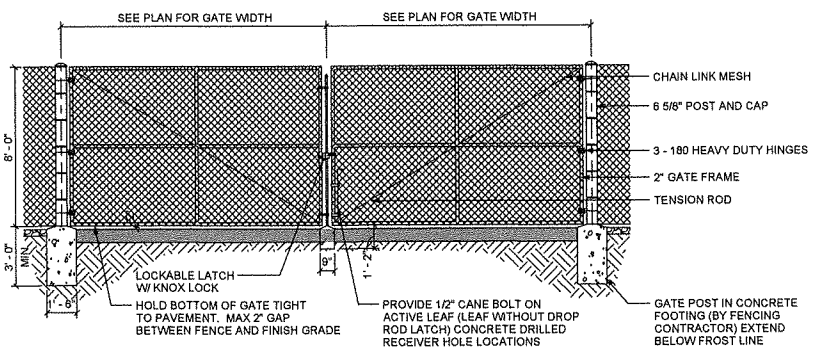 SEE PLAN FOR GATE WIDTH
SEE PLAN FOR GATE WIDTH
CHAIN LINK MESH
6 5/8" POST AND CAP
3 - 180 HEAVY DUTY HINGES
2" GATE FRAME
TENSION ROD
8' - 0"
3' - 0"
MIN.
1' - 6"
2"
9"
1' - 2"
LOCKABLE LATCH
W/ KNOX LOCK
HOLD BOTTOM OF GATE TIGHT
TO PAVEMENT. MAX 2" GAP
BETWEEN FENCE AND FINISH GRADE
PROVIDE 1/2" CANE BOLT ON
ACTIVE LEAF (LEAF WITHOUT DROP
ROD LATCH) CONCRETE DRILLED
RECEIVER HOLE LOCATIONS
GATE POST IN CONCRETE
FOOTING (BY FENCING
CONTRACTOR) EXTEND
BELOW FROST LINE